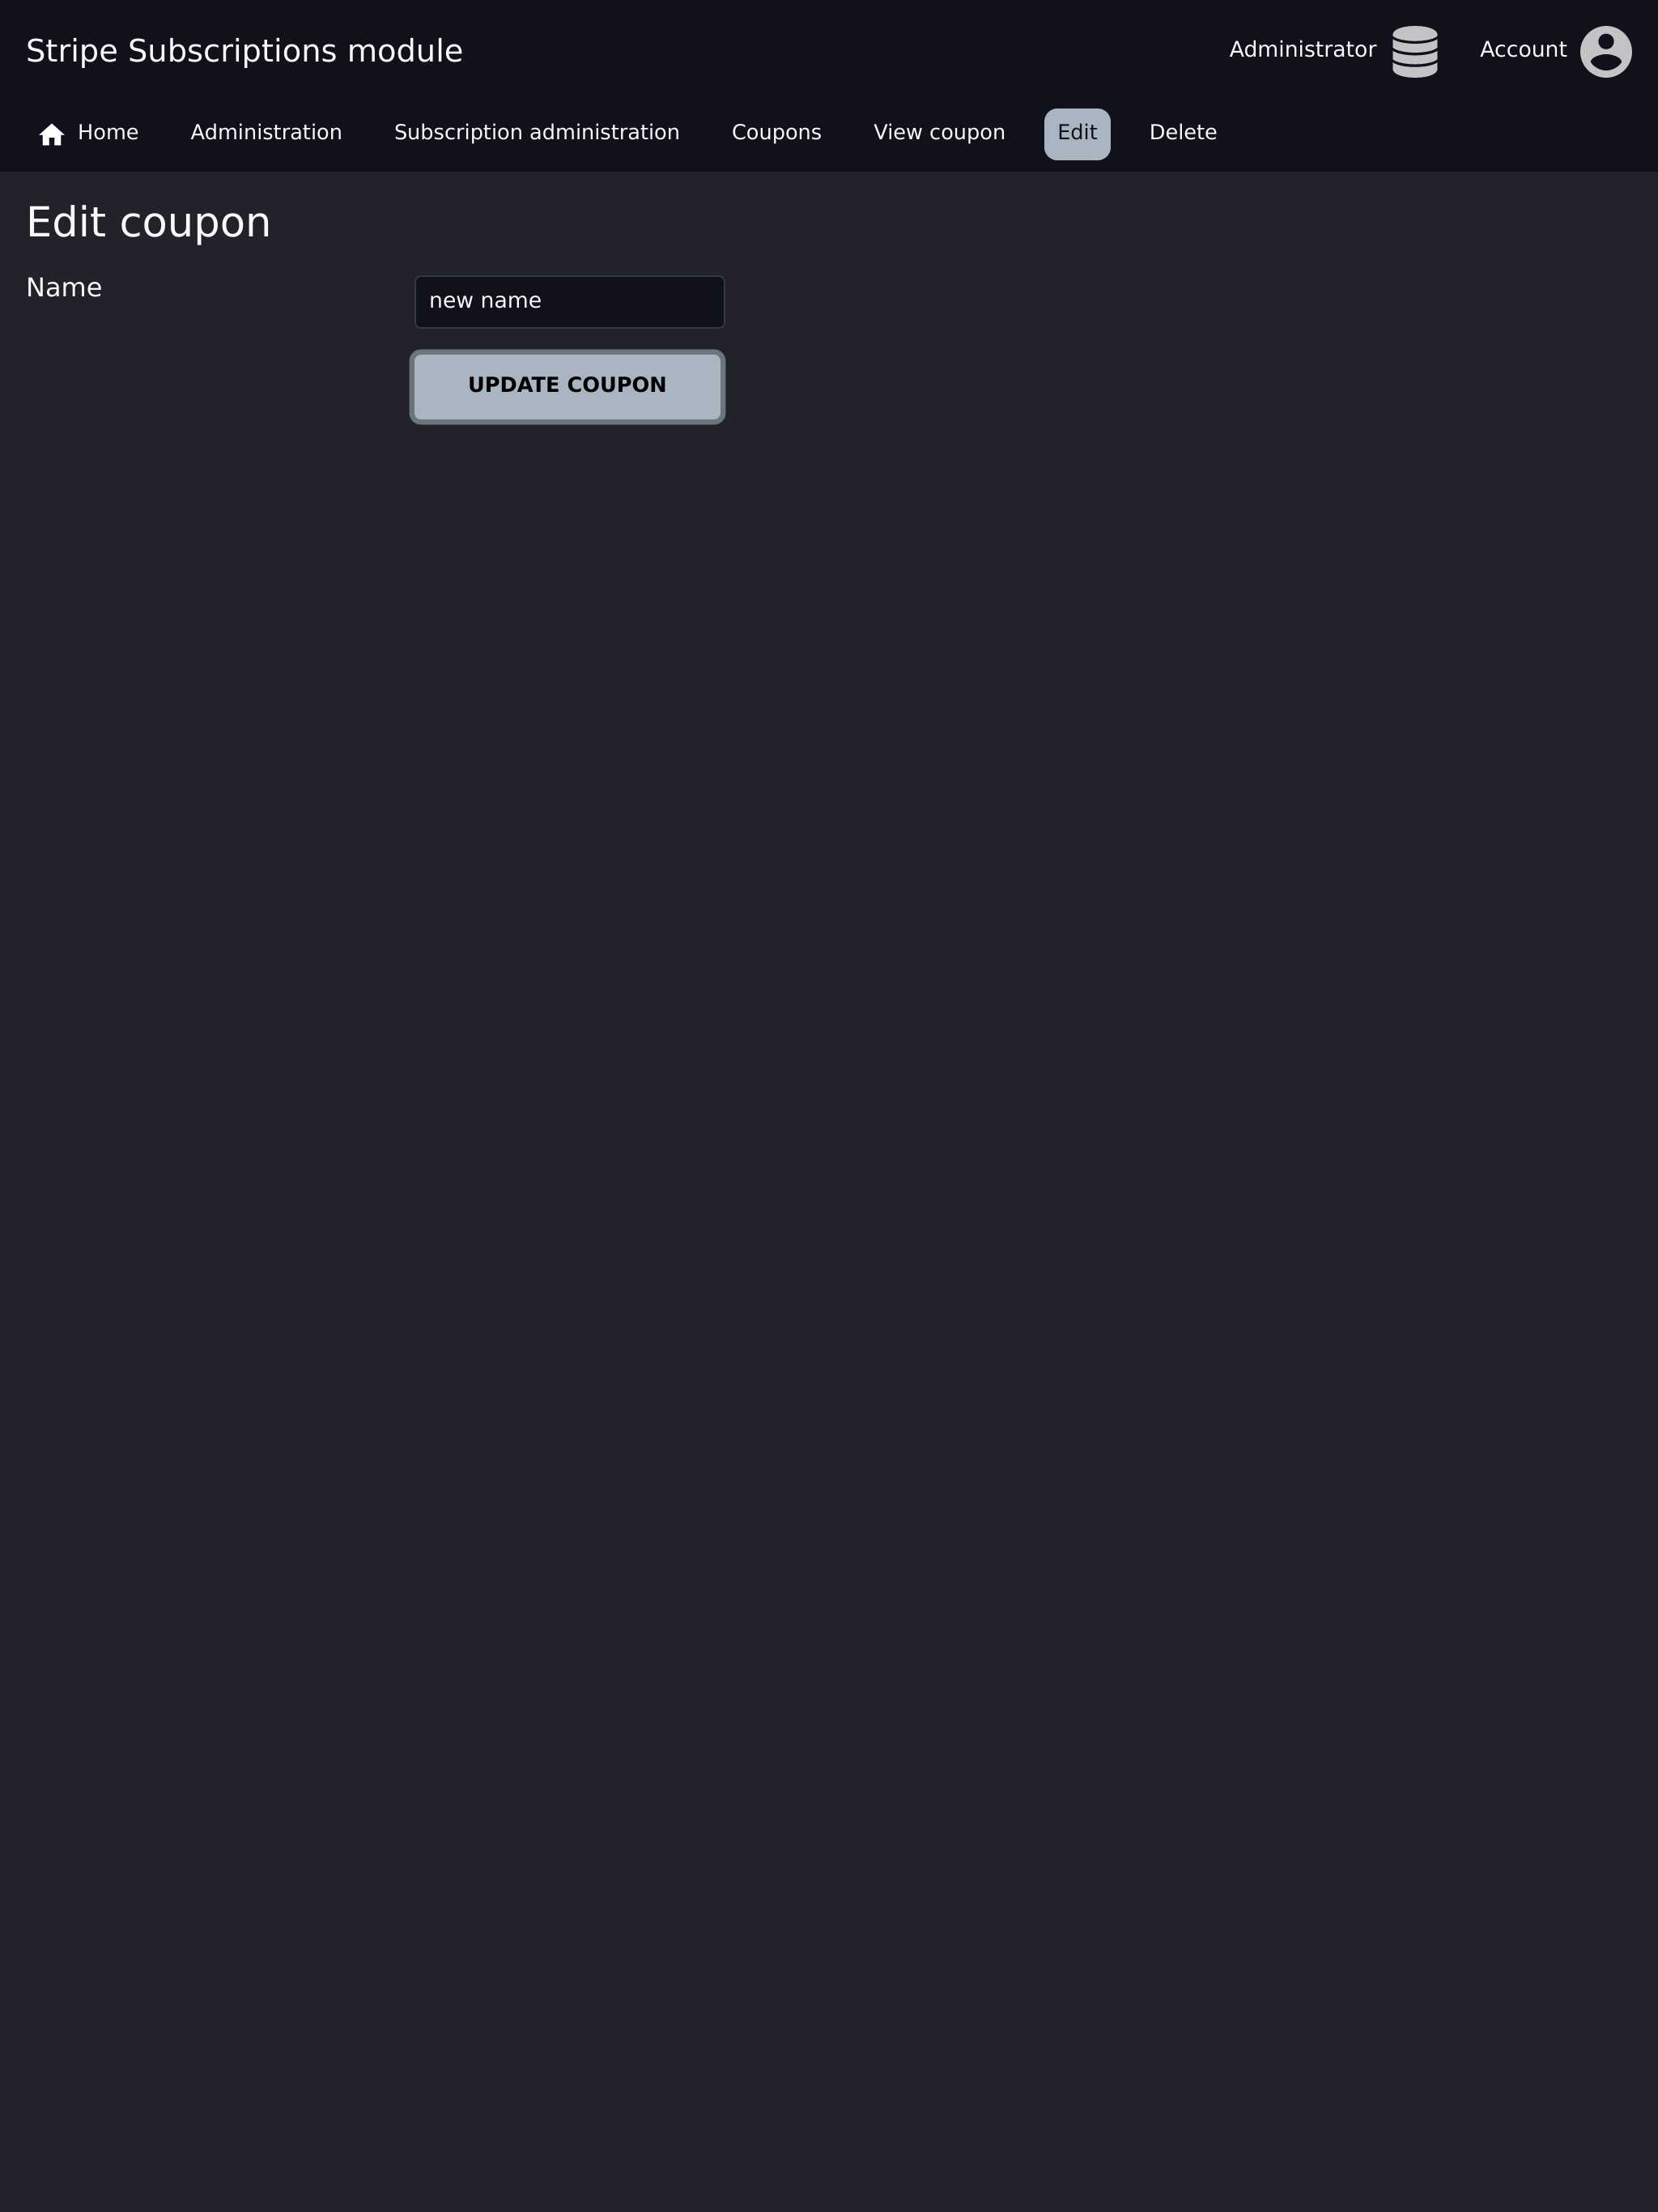 Stripe Subscriptions module
Administrator
Account
Home
Administration
Subscription administration
Coupons
View coupon
Edit
Delete
Edit coupon
Name
new name
UPDATE COUPON